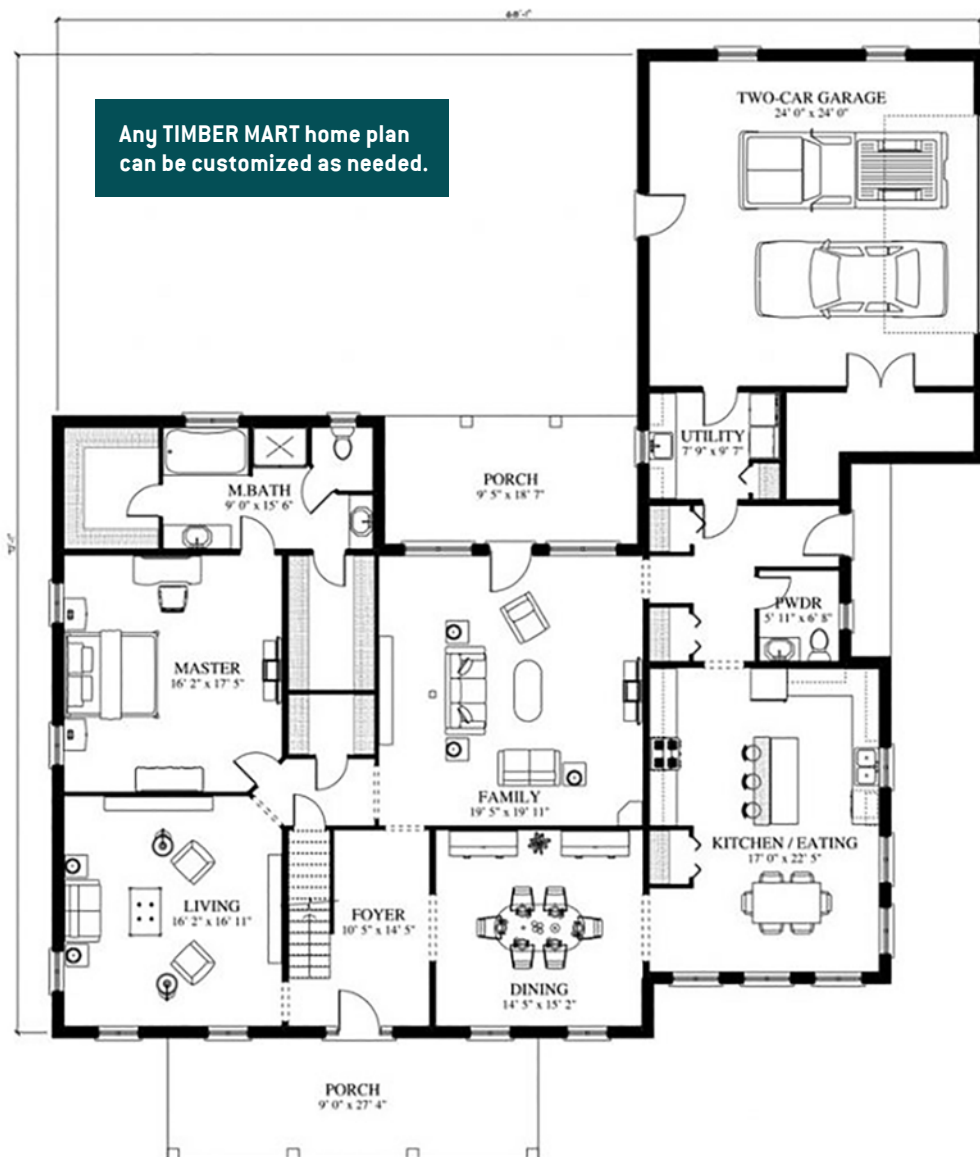 Any TIMBER MART home plan
can be customized as needed.
TWO-CAR GARAGE
24' 0" x 24' 0"
UTILITY
7' 9" x 9' 7"
M.BATH
9' 0" x 15' 6"
PORCH
9' 5" x 18' 7"
PWDR
5' 11" x 6' 8"
MASTER
16' 2" x 17' 5"
FAMILY
19' 5" x 19' 11"
KITCHEN / EATING
17' 0" x 22' 5"
LIVING
16' 2" x 16' 11"
FOYER
10' 5" x 14' 5"
DINING
14' 5" x 15' 2"
PORCH
9' 0" x 27' 4"